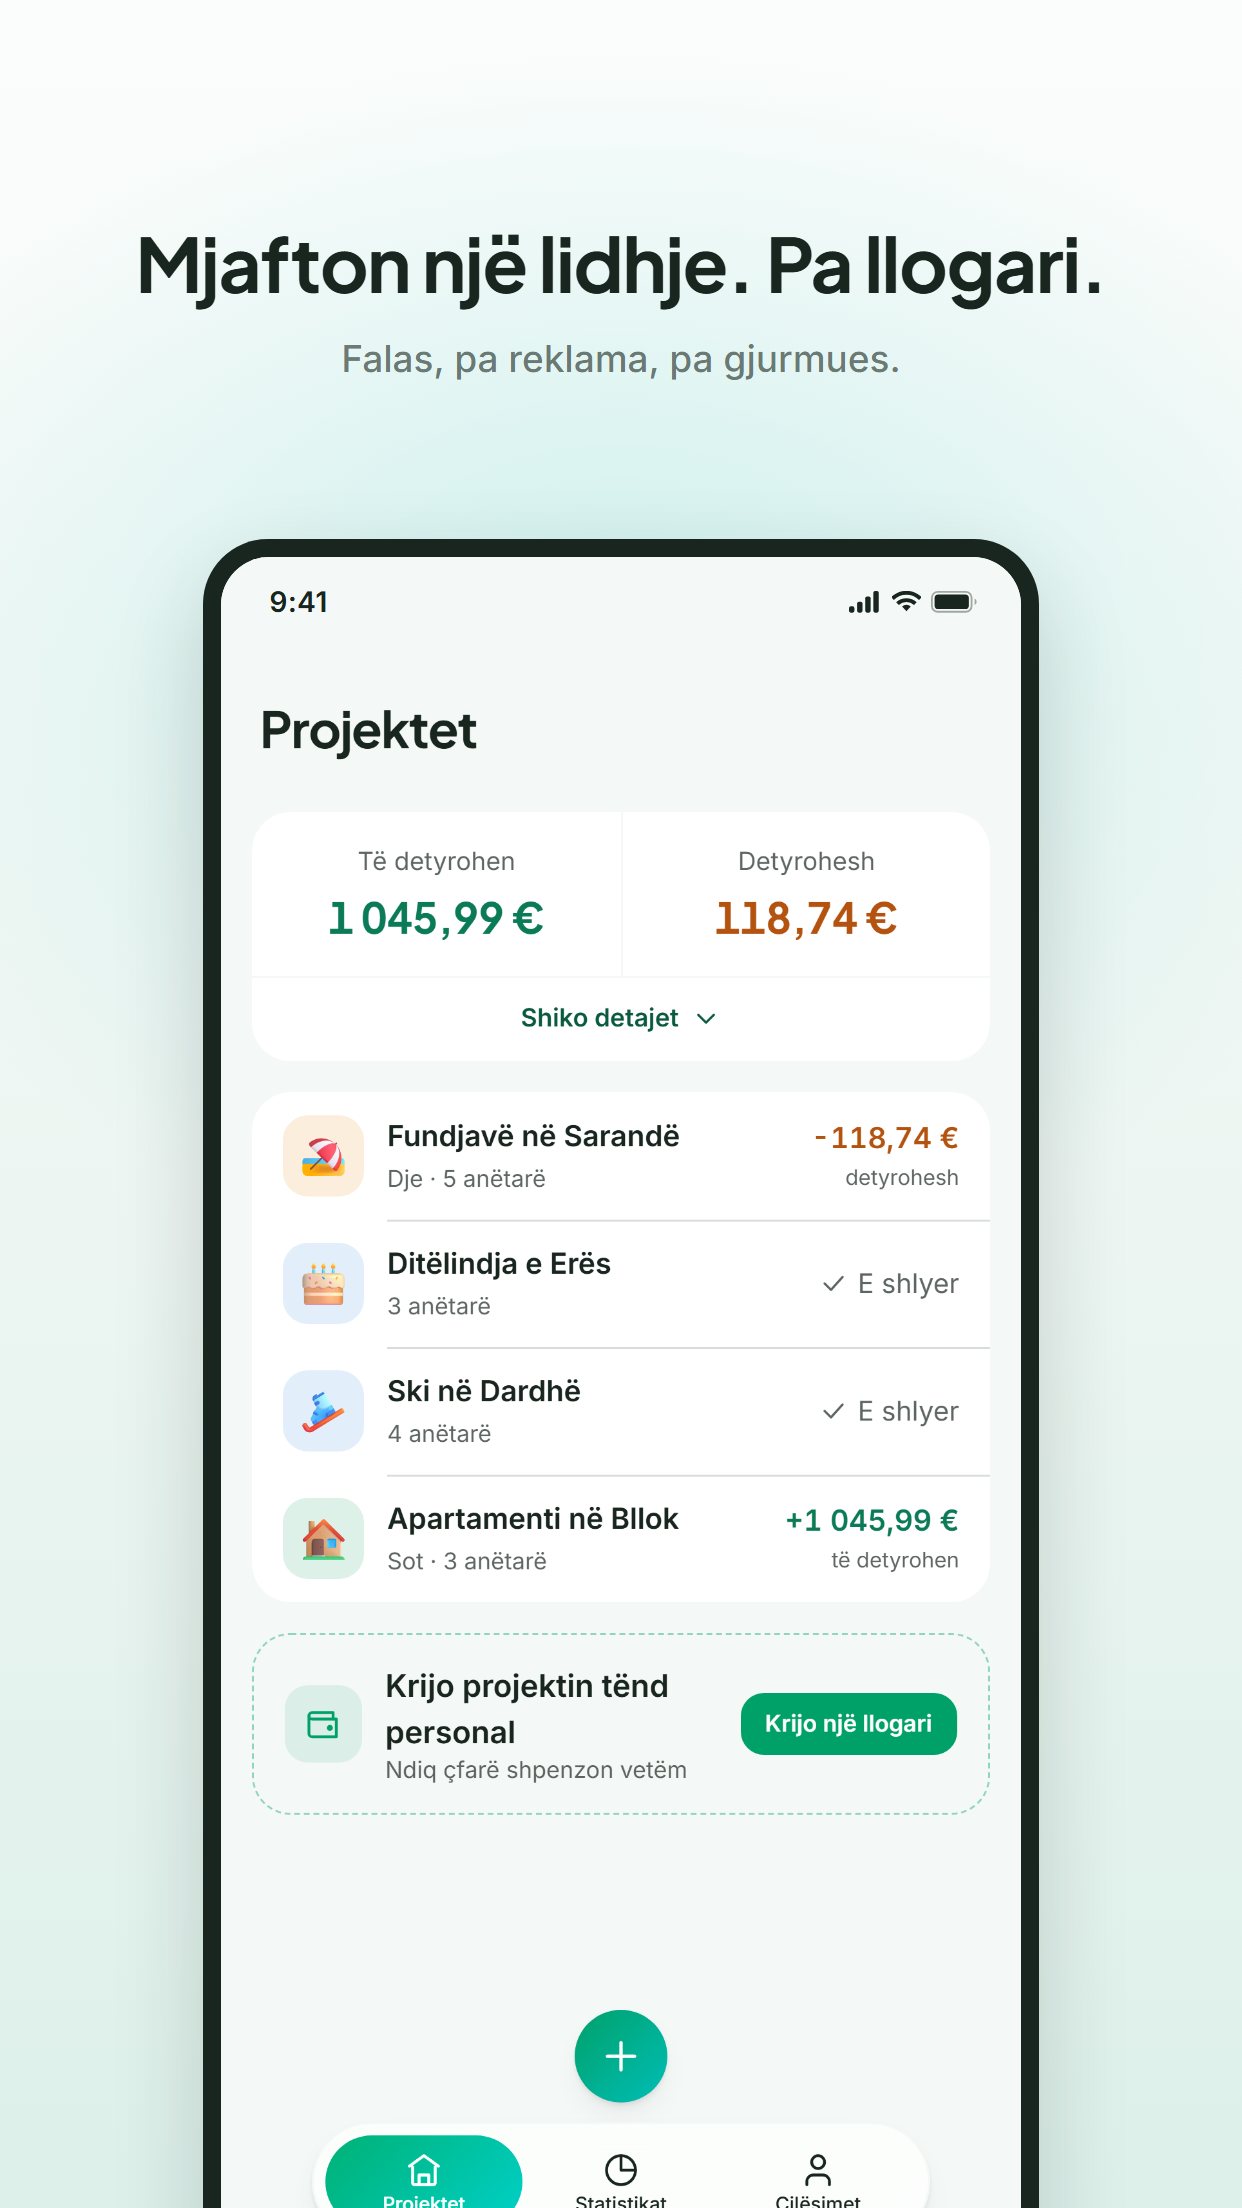 Mjafton një lidhje. Pa llogari.
Falas, pa reklama, pa gjurmues.
9:41
Projektet
Të detyrohen
1 045,99 €
Detyrohesh
118,74 €
Shiko detajet
Fundjavë në Sarandë
-118,74 €
Dje · 5 anëtarë
detyrohesh
Ditëlindja e Erës
3 anëtarë
E shlyer
Ski në Dardhë
4 anëtarë
E shlyer
Apartamenti në Bllok
+1 045,99 €
Sot · 3 anëtarë
të detyrohen
Krijo projektin tënd
personal
Ndiq çfarë shpenzon vetëm
Krijo një llogari
Projektet
Statistikat
Cilësimet